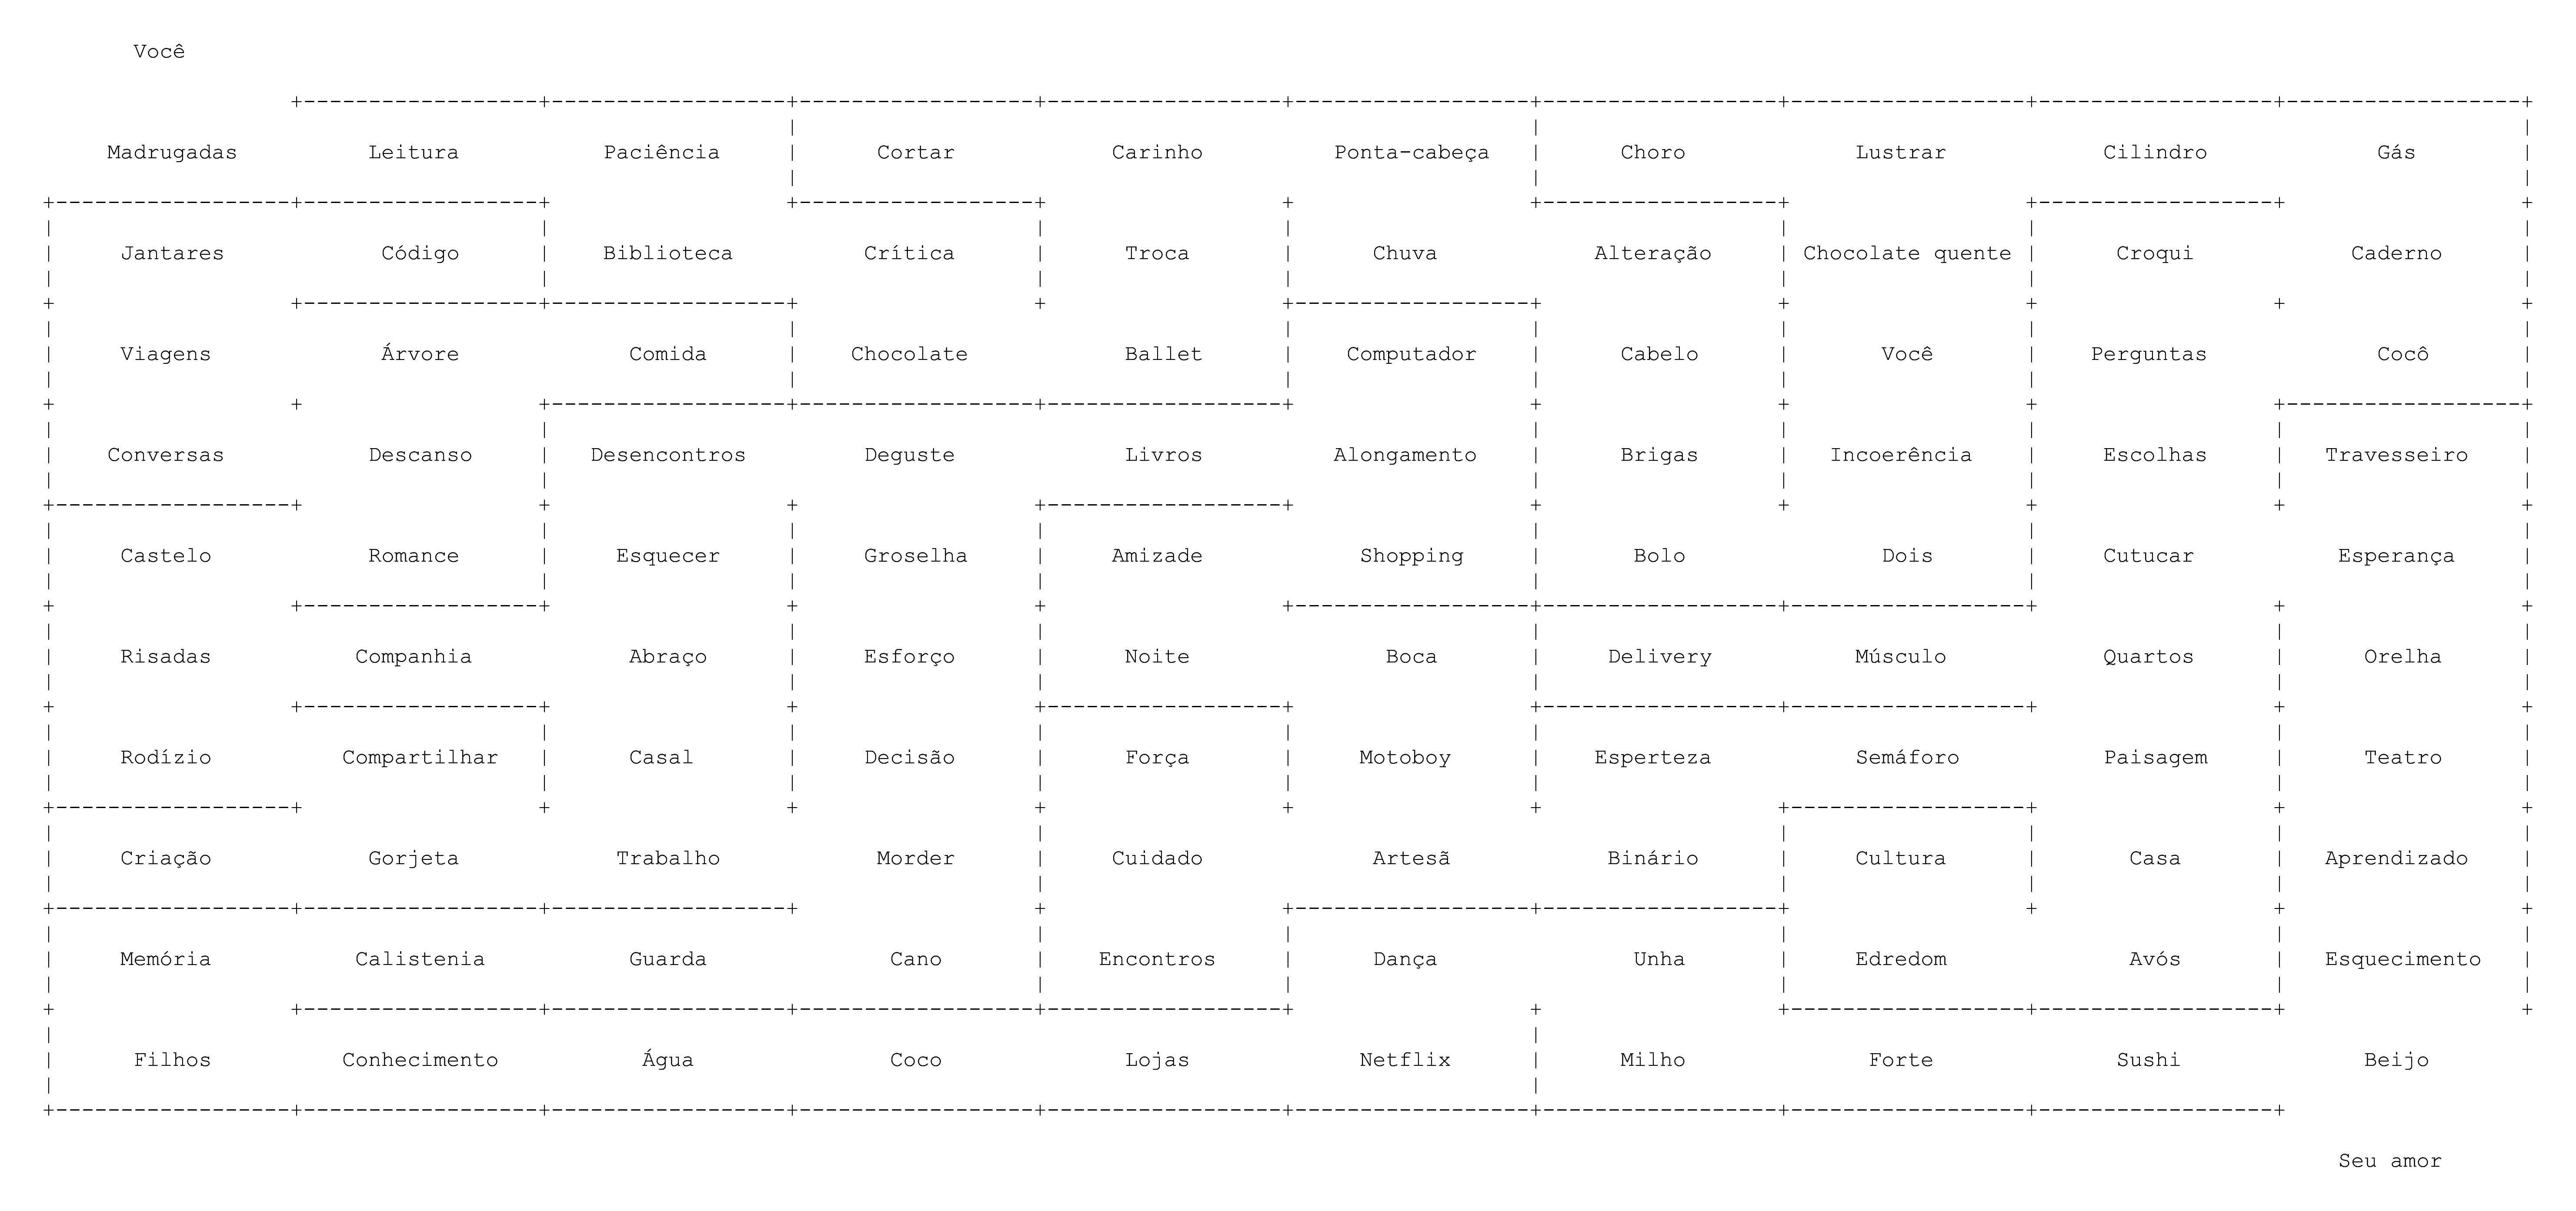 Você
Madrugadas Leitura Paciência Cortar Carinho Ponta-cabeça Choro Lustrar Cilindro Gás
Jantares Código Biblioteca Crítica Troca Chuva Alteração Chocolate quente Croqui Caderno
Viagens Árvore Comida Chocolate Ballet Computador Cabelo Você Perguntas Cocô
Conversas Descanso Desencontros Deguste Livros Alongamento Brigas Incoerência Escolhas Travesseiro
Castelo Romance Esquecer Groselha Amizade Shopping Bolo Dois Cutucar Esperança
Risadas Companhia Abraço Esforço Noite Boca Delivery Músculo Quartos Orelha
Rodízio Compartilhar Casal Decisão Força Motoboy Esperteza Semáforo Paisagem Teatro
Criação Gorjeta Trabalho Morder Cuidado Artesã Binário Cultura Casa Aprendizado
Memória Calistenia Guarda Cano Encontros Dança Unha Edredom Avós Esquecimento
Filhos Conhecimento Água Coco Lojas Netflix Milho Forte Sushi Beijo
Seu amor